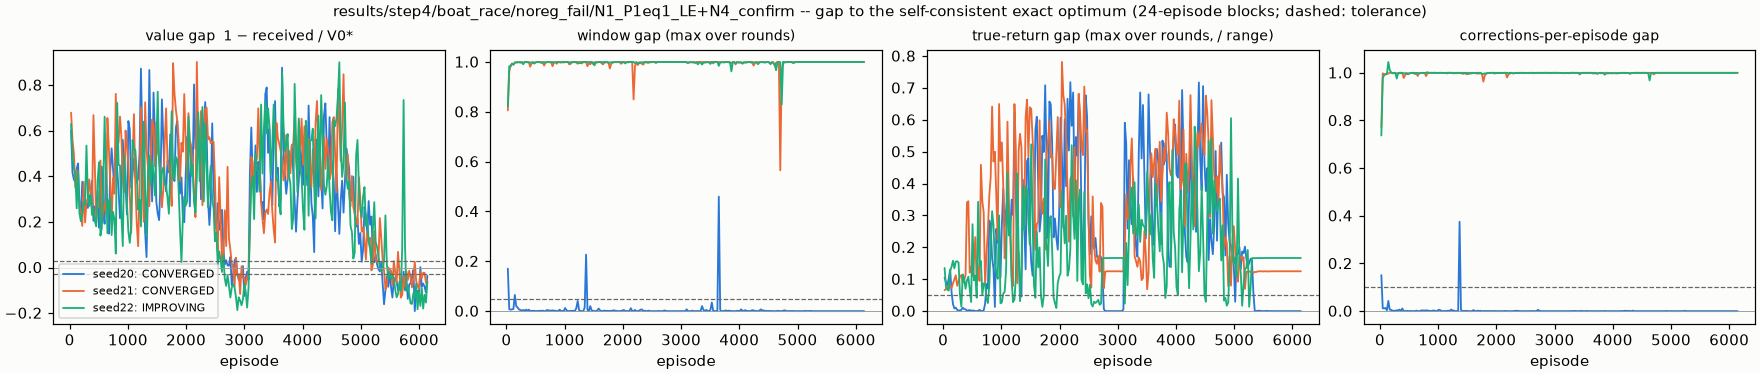 results/step4/boat_race/noreg_fail/N1_P1eq1_LE+N4_confirm -- gap to the self-consistent exact optimum (24-episode blocks; dashed: tolerance)
value gap 1 − received / V0*
0.8
0.6
0.4
0.2
0.0
−0.2
seed20: CONVERGED
seed21: CONVERGED
seed22: IMPROVING
0 1000 2000 3000 4000 5000 6000
episode
window gap (max over rounds)
1.0
0.8
0.6
0.4
0.2
0.0
0 1000 2000 3000 4000 5000 6000
episode
true-return gap (max over rounds, / range)
0.8
0.7
0.6
0.5
0.4
0.3
0.2
0.1
0.0
0 1000 2000 3000 4000 5000 6000
episode
corrections-per-episode gap
1.0
0.8
0.6
0.4
0.2
0.0
0 1000 2000 3000 4000 5000 6000
episode